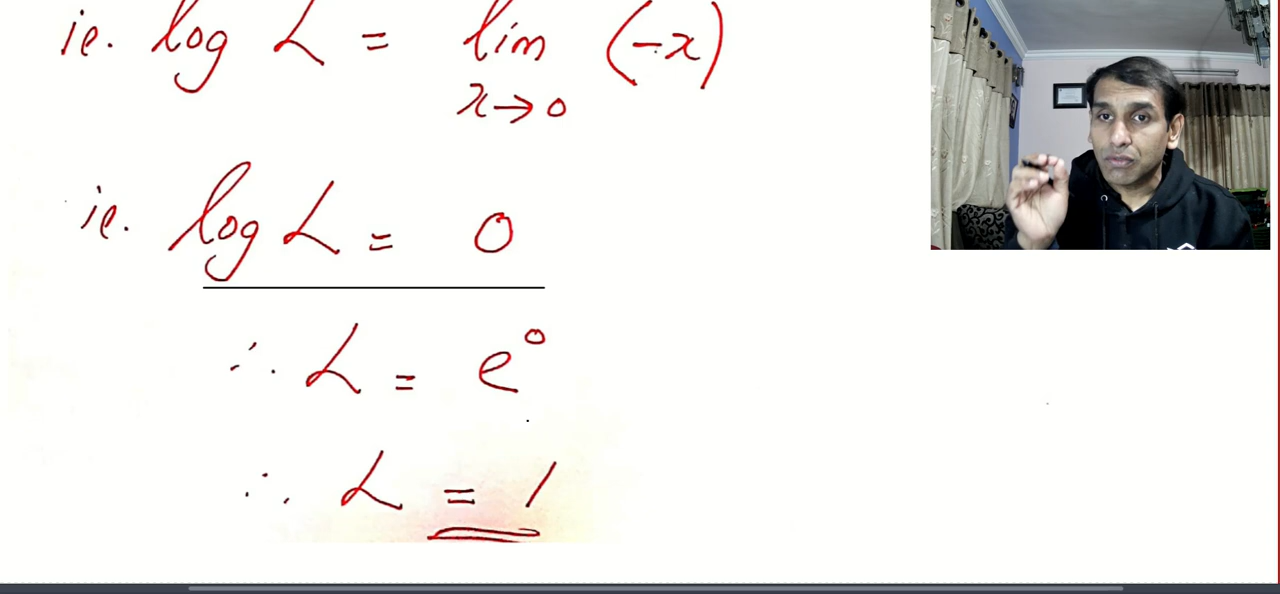 ie. log L = lim (-x)
x→0
ie. log L = 0
∴ L = e⁰
∴ L = 1